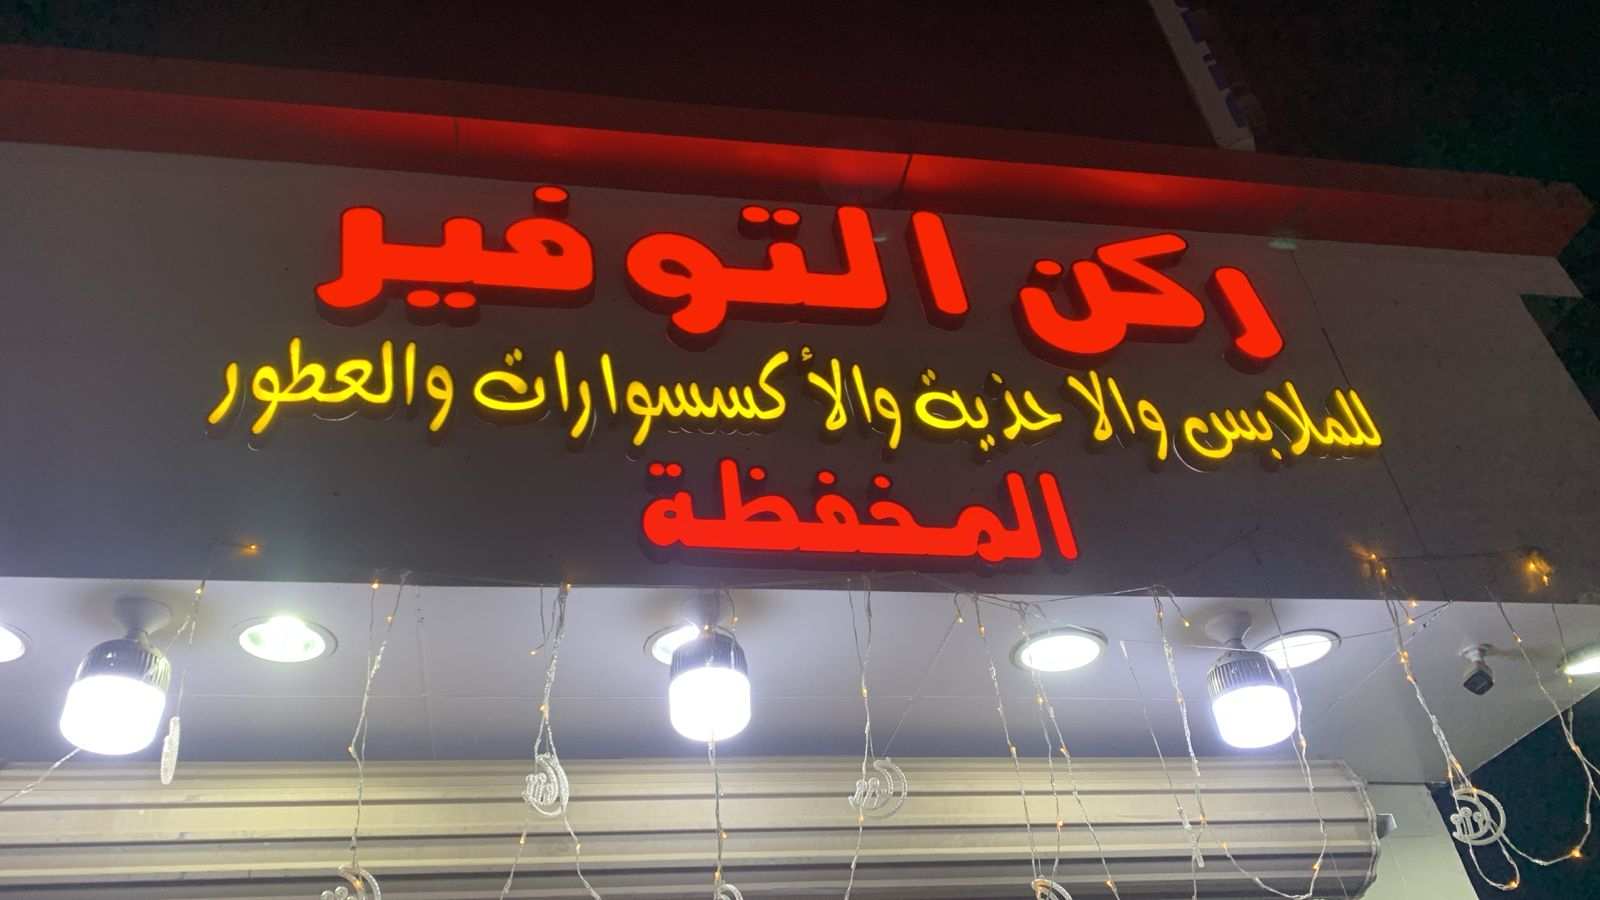 ركن التوفير
للملابس والاحذية والأكسسوارات والعطور
المخفظة